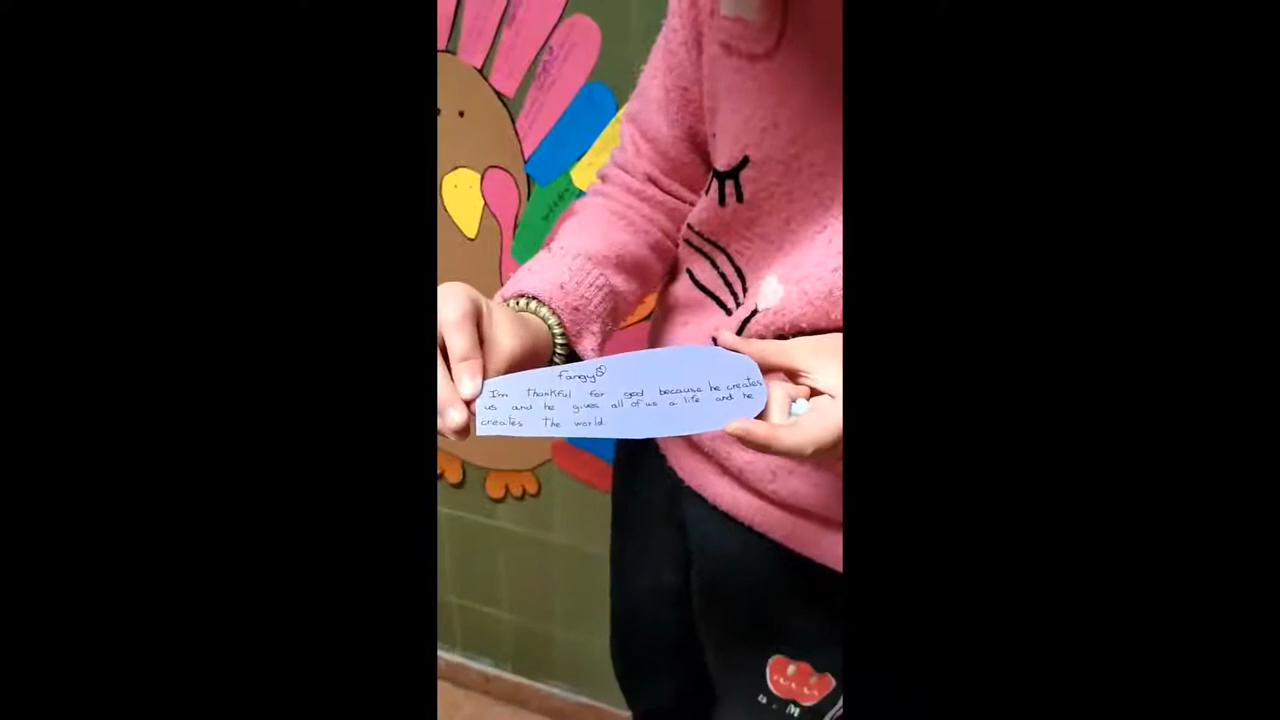 fangy
I'm thankful for god because he creates
us and he gives all of us a life and he
creates the world.